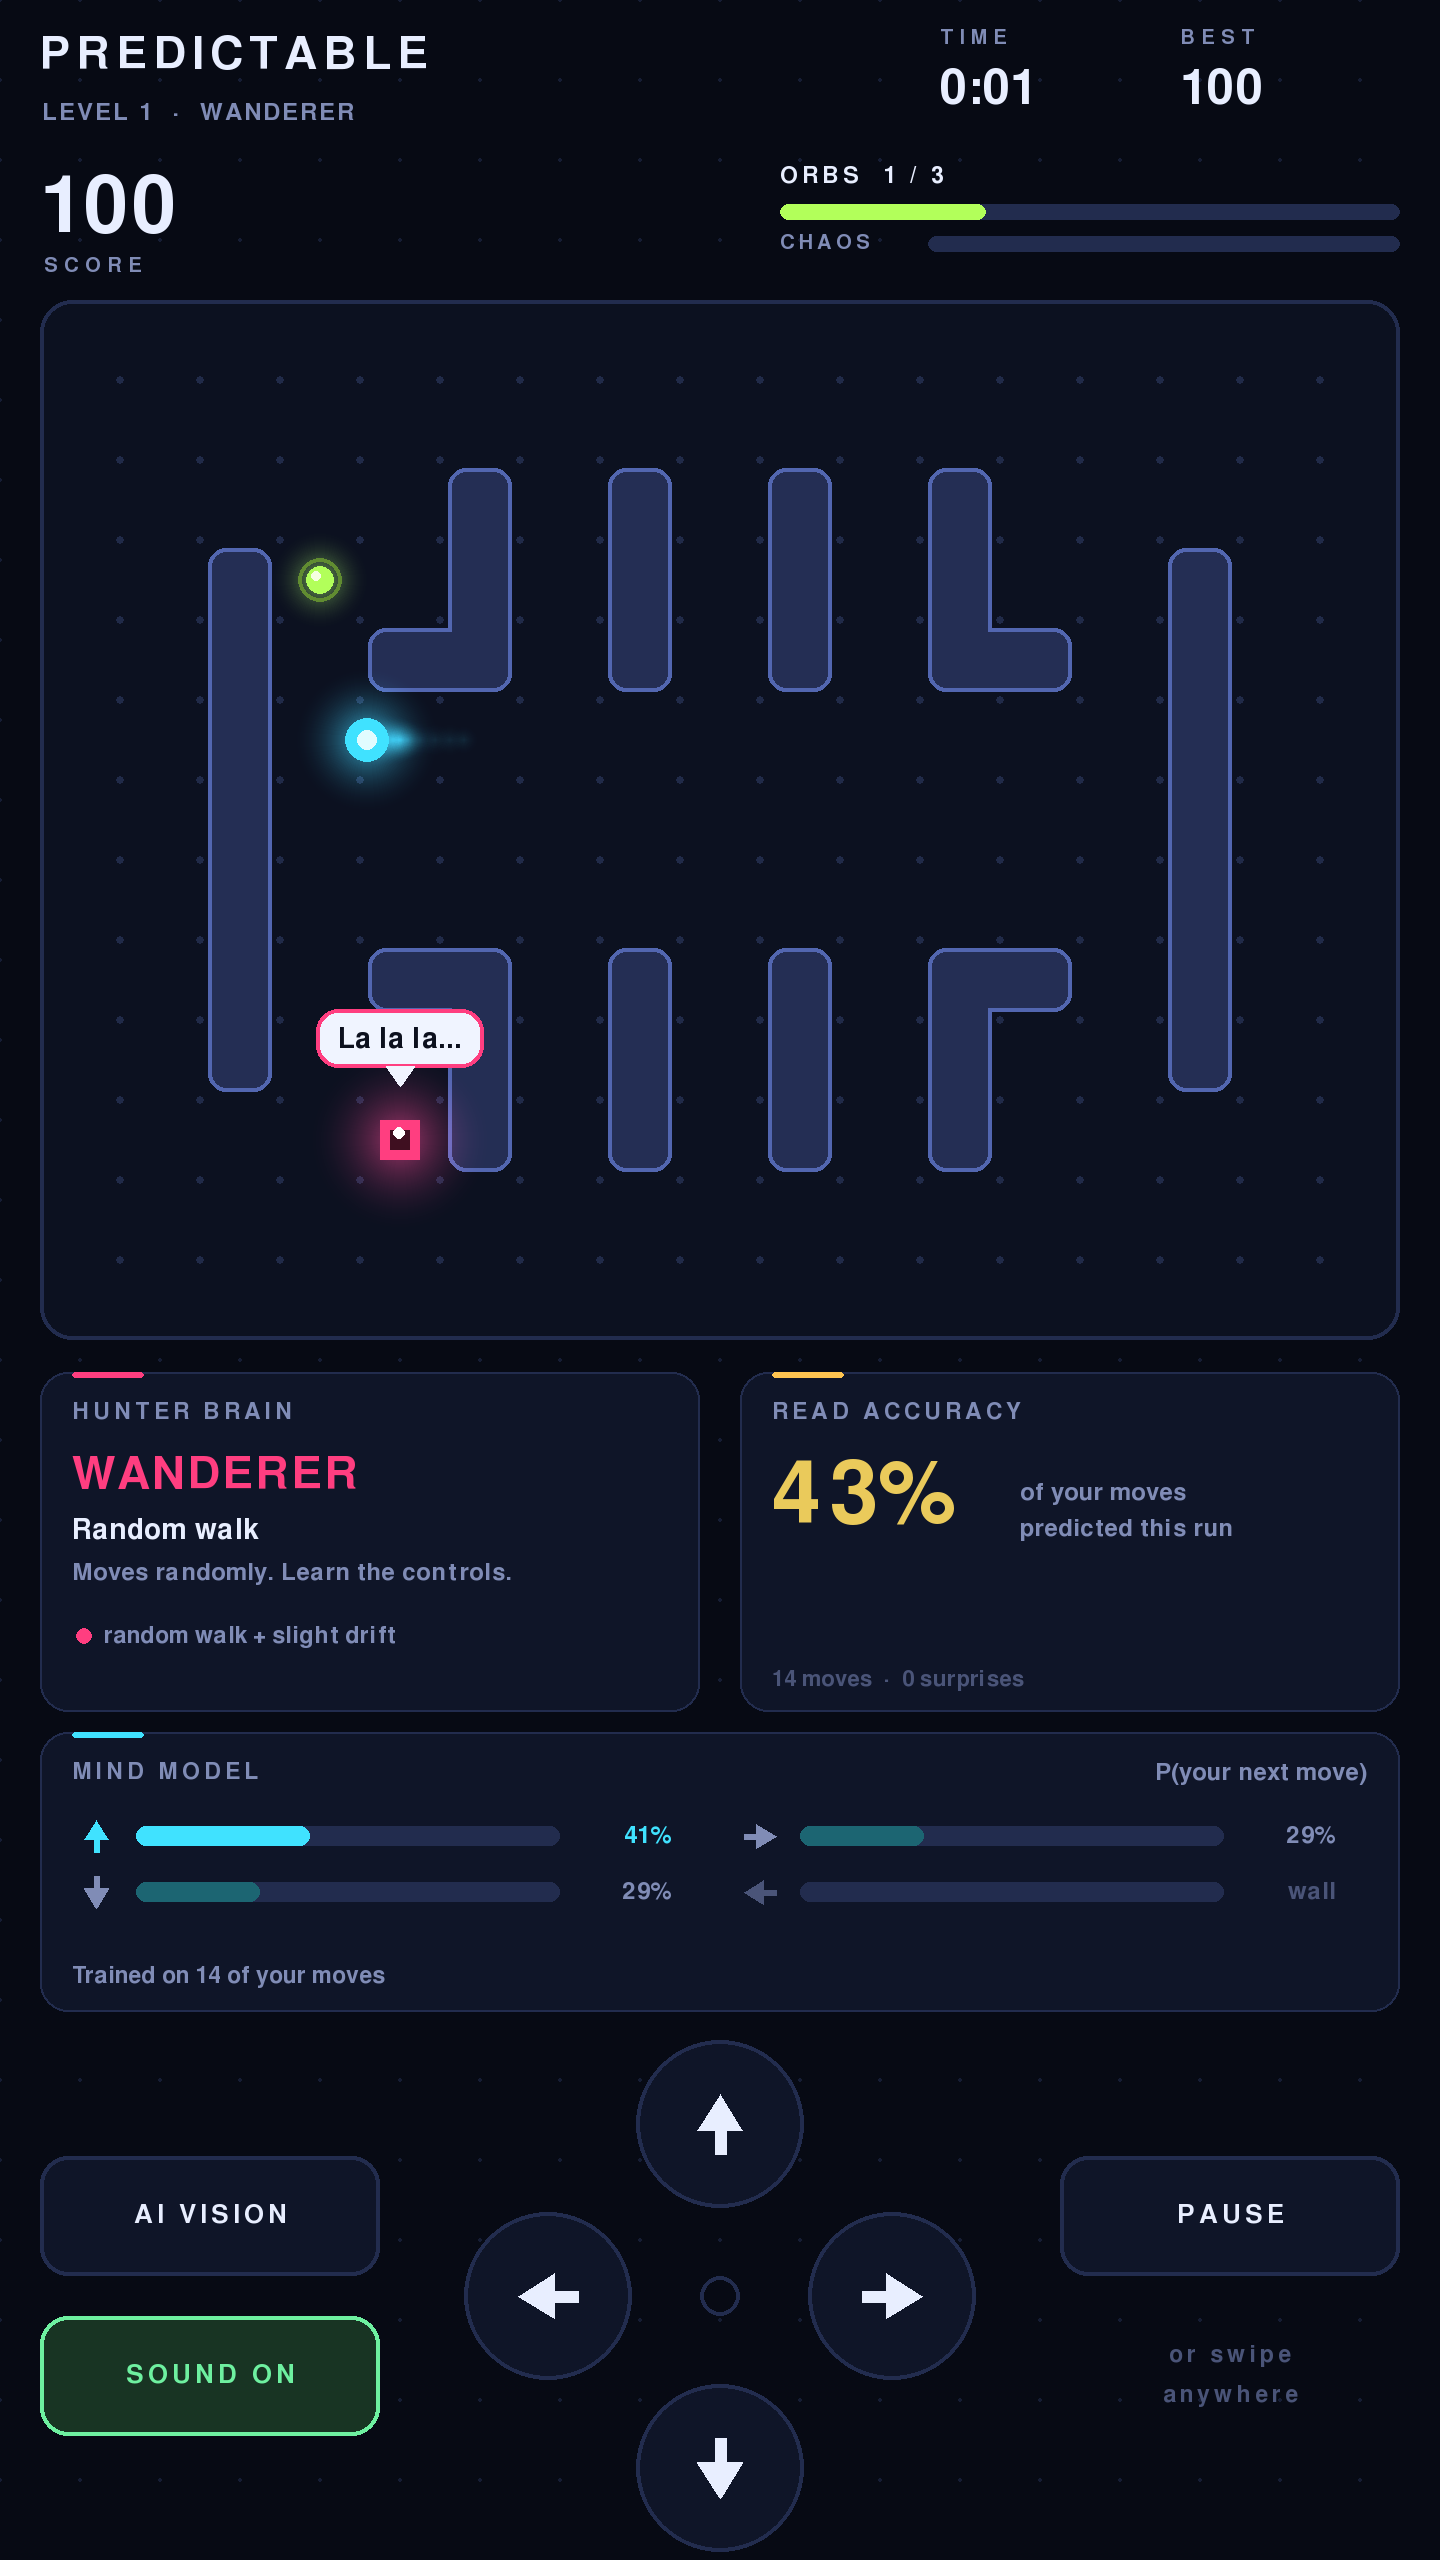 PREDICTABLE
LEVEL 1 · WANDERER
TIME
0:01
BEST
100
100
SCORE
ORBS 1 / 3
CHAOS
La la la...
HUNTER BRAIN
WANDERER
Random walk
Moves randomly. Learn the controls.
random walk + slight drift
READ ACCURACY
43%
of your moves
predicted this run
14 moves · 0 surprises
MIND MODEL
P(your next move)
41%
29%
29%
wall
Trained on 14 of your moves
AI VISION
PAUSE
SOUND ON
or swipe
anywhere